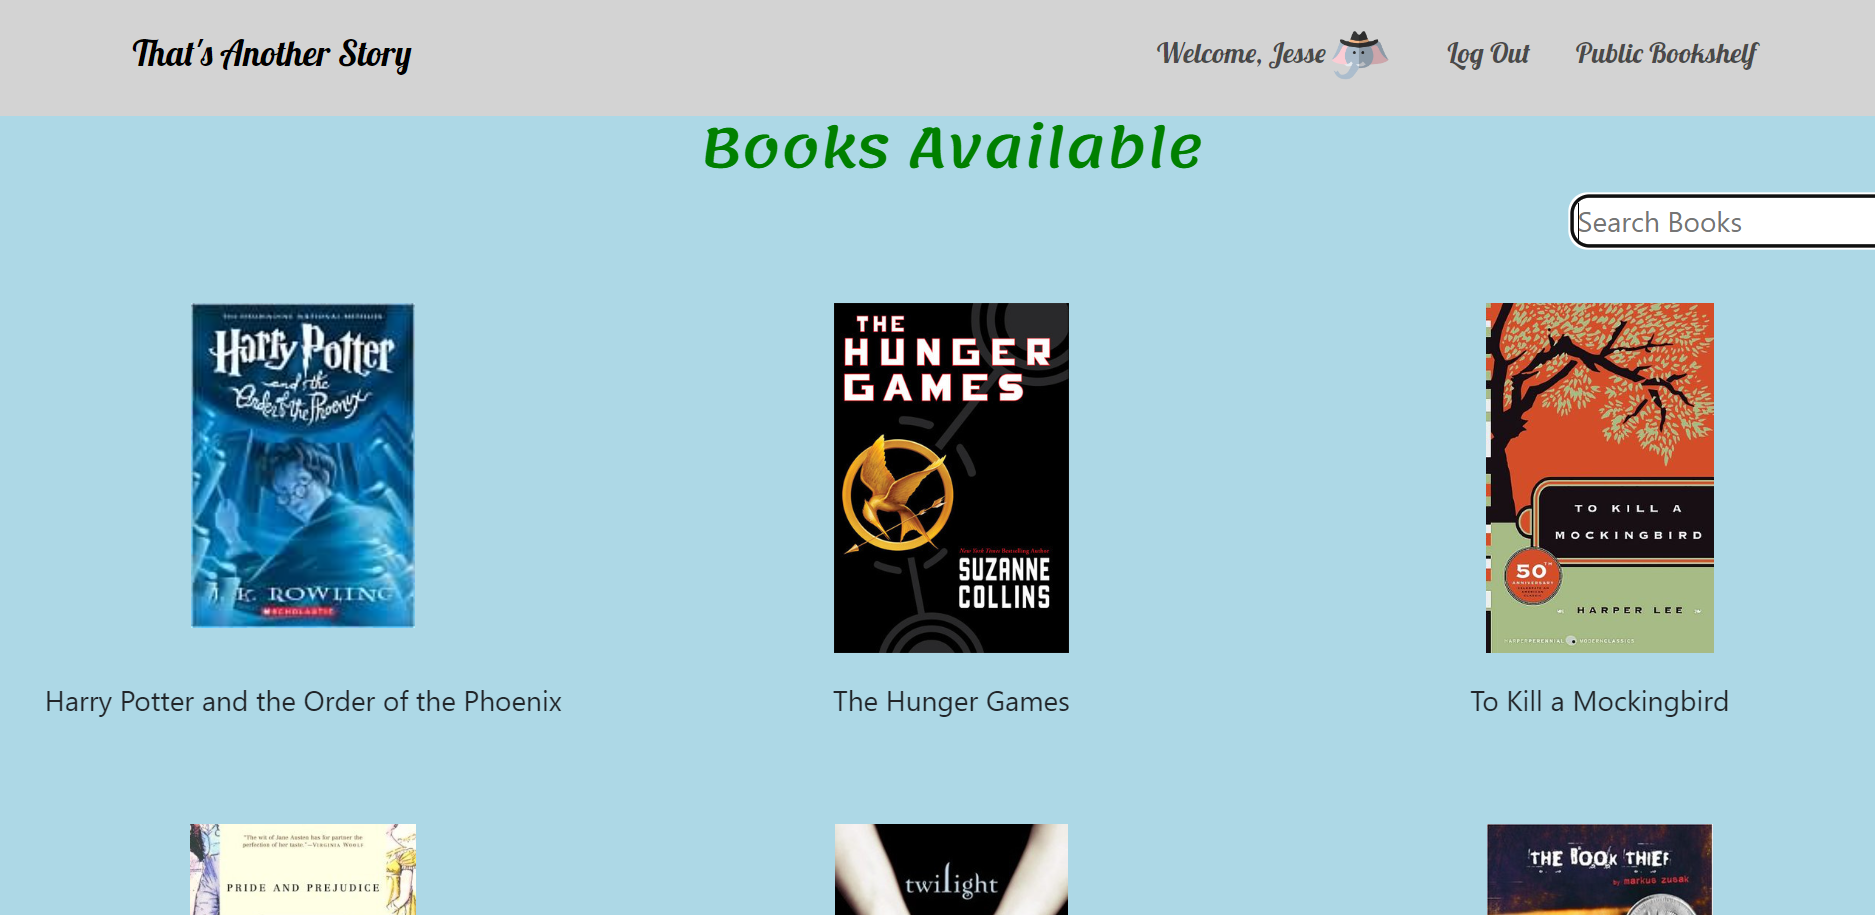 That's Another Story
Welcome, Jesse
Log Out
Public Bookshelf
Books Available
Search Books
Harry Potter
and the
Order of the Phoenix
J. K. ROWLING
SCHOLASTIC
THE
HUNGER
GAMES
New York Times Bestselling Author
SUZANNE
COLLINS
TO KILL A
MOCKINGBIRD
50TH
ANNIVERSARY
HARPER LEE
HARPERPERENNIAL MODERNCLASSICS
Harry Potter and the Order of the Phoenix
The Hunger Games
To Kill a Mockingbird
"The wit of Jane Austen has for partner the
perfection of her taste."—VIRGINIA WOOLF
PRIDE AND PREJUDICE
twilight
THE BOOK THIEF
by markus zusak